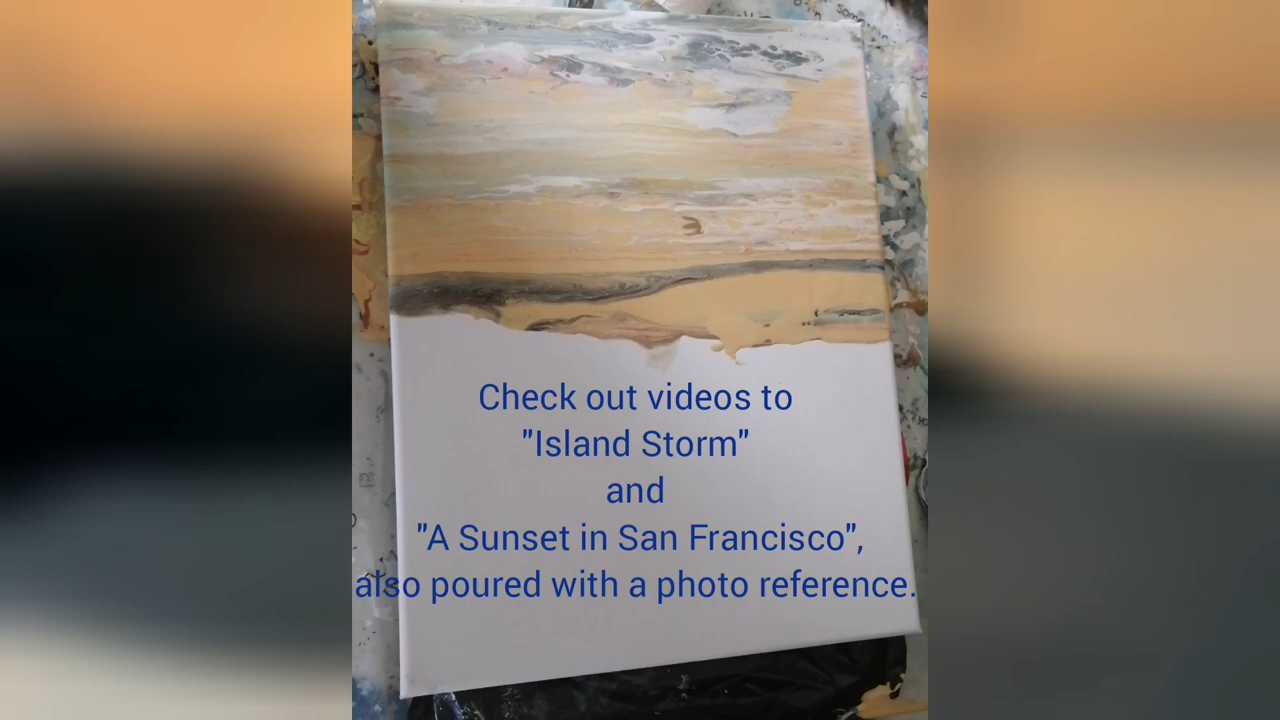 Check out videos to
"Island Storm"
and
"A Sunset in San Francisco",
also poured with a photo reference.